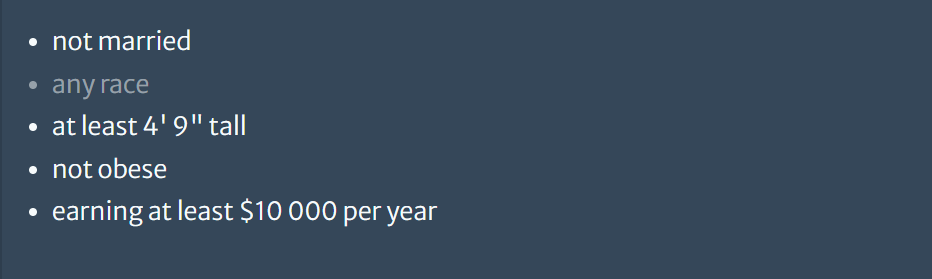 • not married
• any race
• at least 4' 9" tall
• not obese
• earning at least $10 000 per year